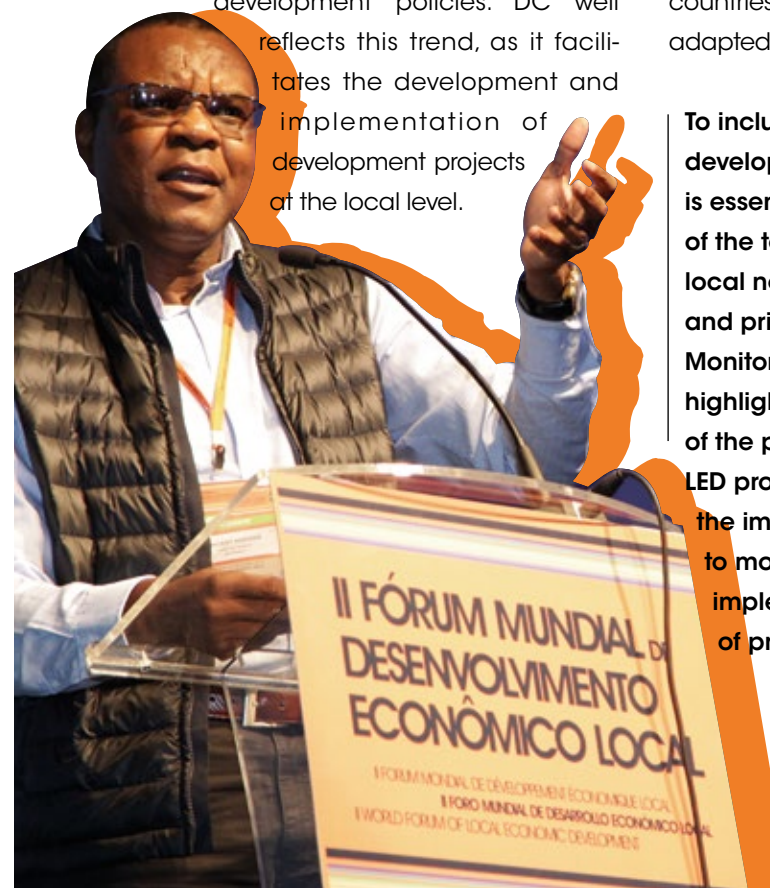 development policies. DC well
reflects this trend, as it facili-
tates the development and
implementation of
development projects
at the local level.
countries
adapted
To inclu
develop
is essen
of the t
local n
and pri
Monitor
highligh
of the p
LED pro
the im
to mo
imple
of pr
II FÓRUM MUNDIAL DE
DESENVOLVIMENTO
ECONÔMICO LOCAL
II FORUM MONDIAL DE DÉVELOPPEMENT ÉCONOMIQUE LOCAL
II FORO MUNDIAL DE DESARROLLO ECONOMICO LOCAL
II WORLD FORUM OF LOCAL ECONOMIC DEVELOPMENT